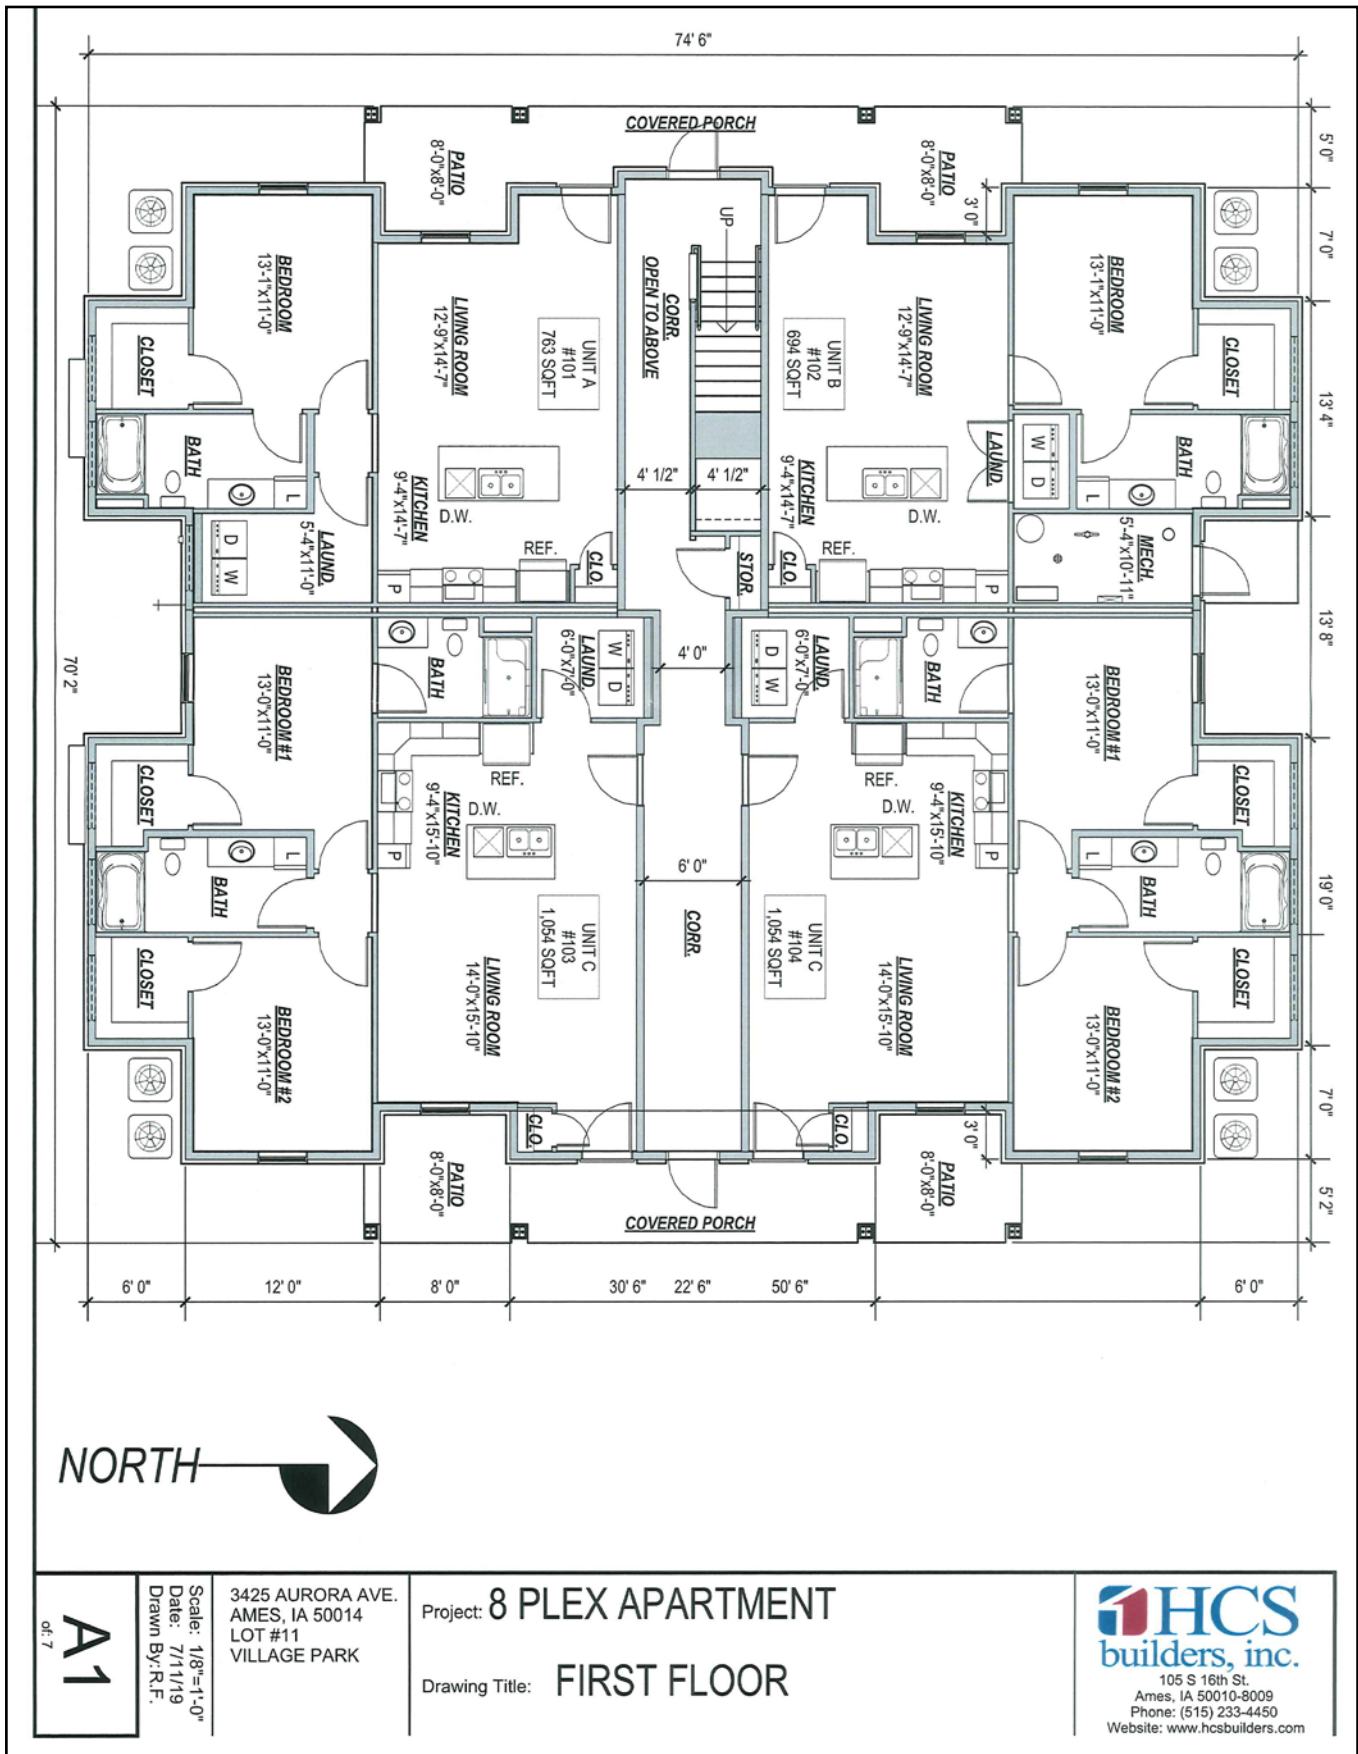 74' 6"
COVERED PORCH
5' 0"
PATIO
8'-0"x8'-0"
PATIO
8'-0"x8'-0"
3' 0"
7' 0"
UP
BEDROOM
13'-1"x11'-0"
LIVING ROOM
12'-9"x14'-7"
UNIT A
#101
763 SQFT
CORR.
OPEN TO ABOVE
UNIT B
#102
694 SQFT
LIVING ROOM
12'-9"x14'-7"
BEDROOM
13'-1"x11'-0"
CLOSET
CLOSET
13' 4"
BATH
L
KITCHEN
9'-4"x14'-7"
D.W.
4' 1/2"
4' 1/2"
KITCHEN
9'-4"x14'-7"
D.W.
LAUND.
W
D
BATH
L
LAUND.
5'-4"x11'-0"
D
W
REF.
CLO.
P
STOR.
CLO.
REF.
P
MECH.
5'-4"x10'-11"
13' 8"
70' 2"
BEDROOM #1
13'-0"x11'-0"
BATH
LAUND.
6'-0"x7'-0"
W
D
4' 0"
D
W
LAUND.
6'-0"x7'-0"
BATH
BEDROOM #1
13'-0"x11'-0"
CLOSET
REF.
D.W.
KITCHEN
9'-4"x15'-10"
P
REF.
D.W.
KITCHEN
9'-4"x15'-10"
P
CLOSET
BATH
L
6' 0"
BATH
L
19' 0"
UNIT C
#103
1,054 SQFT
CORR.
UNIT C
#104
1,054 SQFT
CLOSET
BEDROOM #2
13'-0"x11'-0"
LIVING ROOM
14'-0"x15'-10"
LIVING ROOM
14'-0"x15'-10"
BEDROOM #2
13'-0"x11'-0"
CLOSET
7' 0"
CLO.
CLO.
3' 0"
PATIO
8'-0"x8'-0"
PATIO
8'-0"x8'-0"
COVERED PORCH
5' 2"
6' 0"
12' 0"
8' 0"
30' 6"
22' 6"
50' 6"
6' 0"
NORTH
A1
of: 7
Scale: 1/8"=1'-0"
Date: 7/11/19
Drawn By: R.F.
3425 AURORA AVE.
AMES, IA 50014
LOT #11
VILLAGE PARK
Project: 8 PLEX APARTMENT
Drawing Title: FIRST FLOOR
HCS
builders, inc.
105 S 16th St.
Ames, IA 50010-8009
Phone: (515) 233-4450
Website: www.hcsbuilders.com